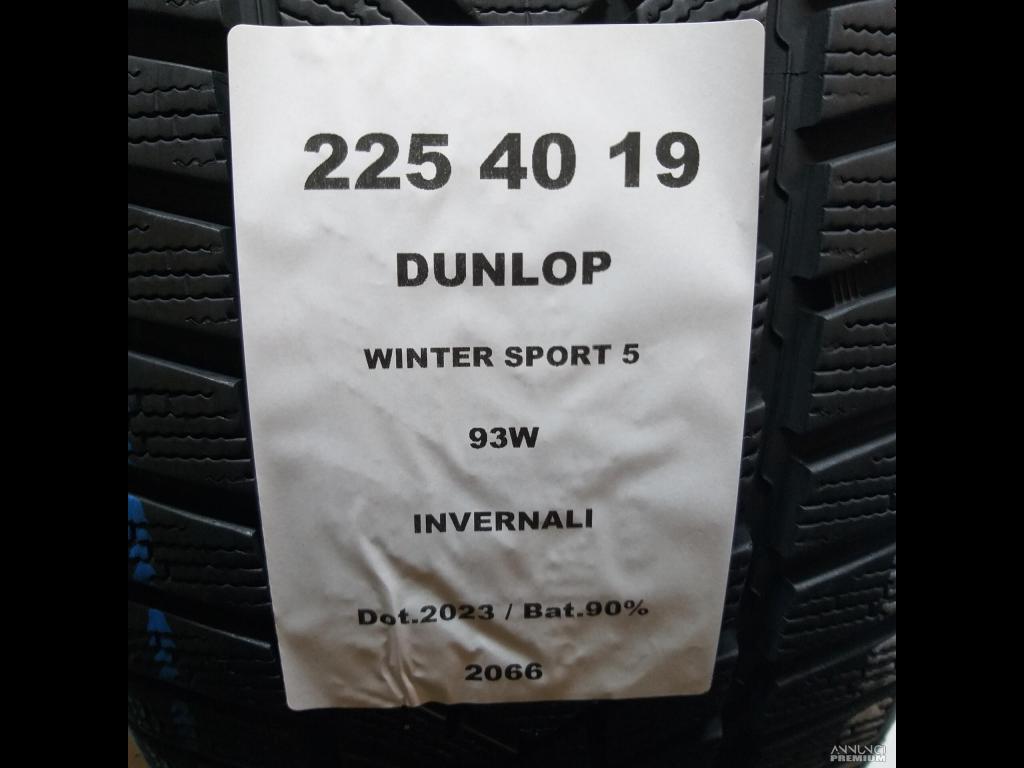 225 40 19
DUNLOP
WINTER SPORT 5
93W
INVERNALI
Dot.2023 / Bat.90%
2066
ANNUNCI
PREMIUM